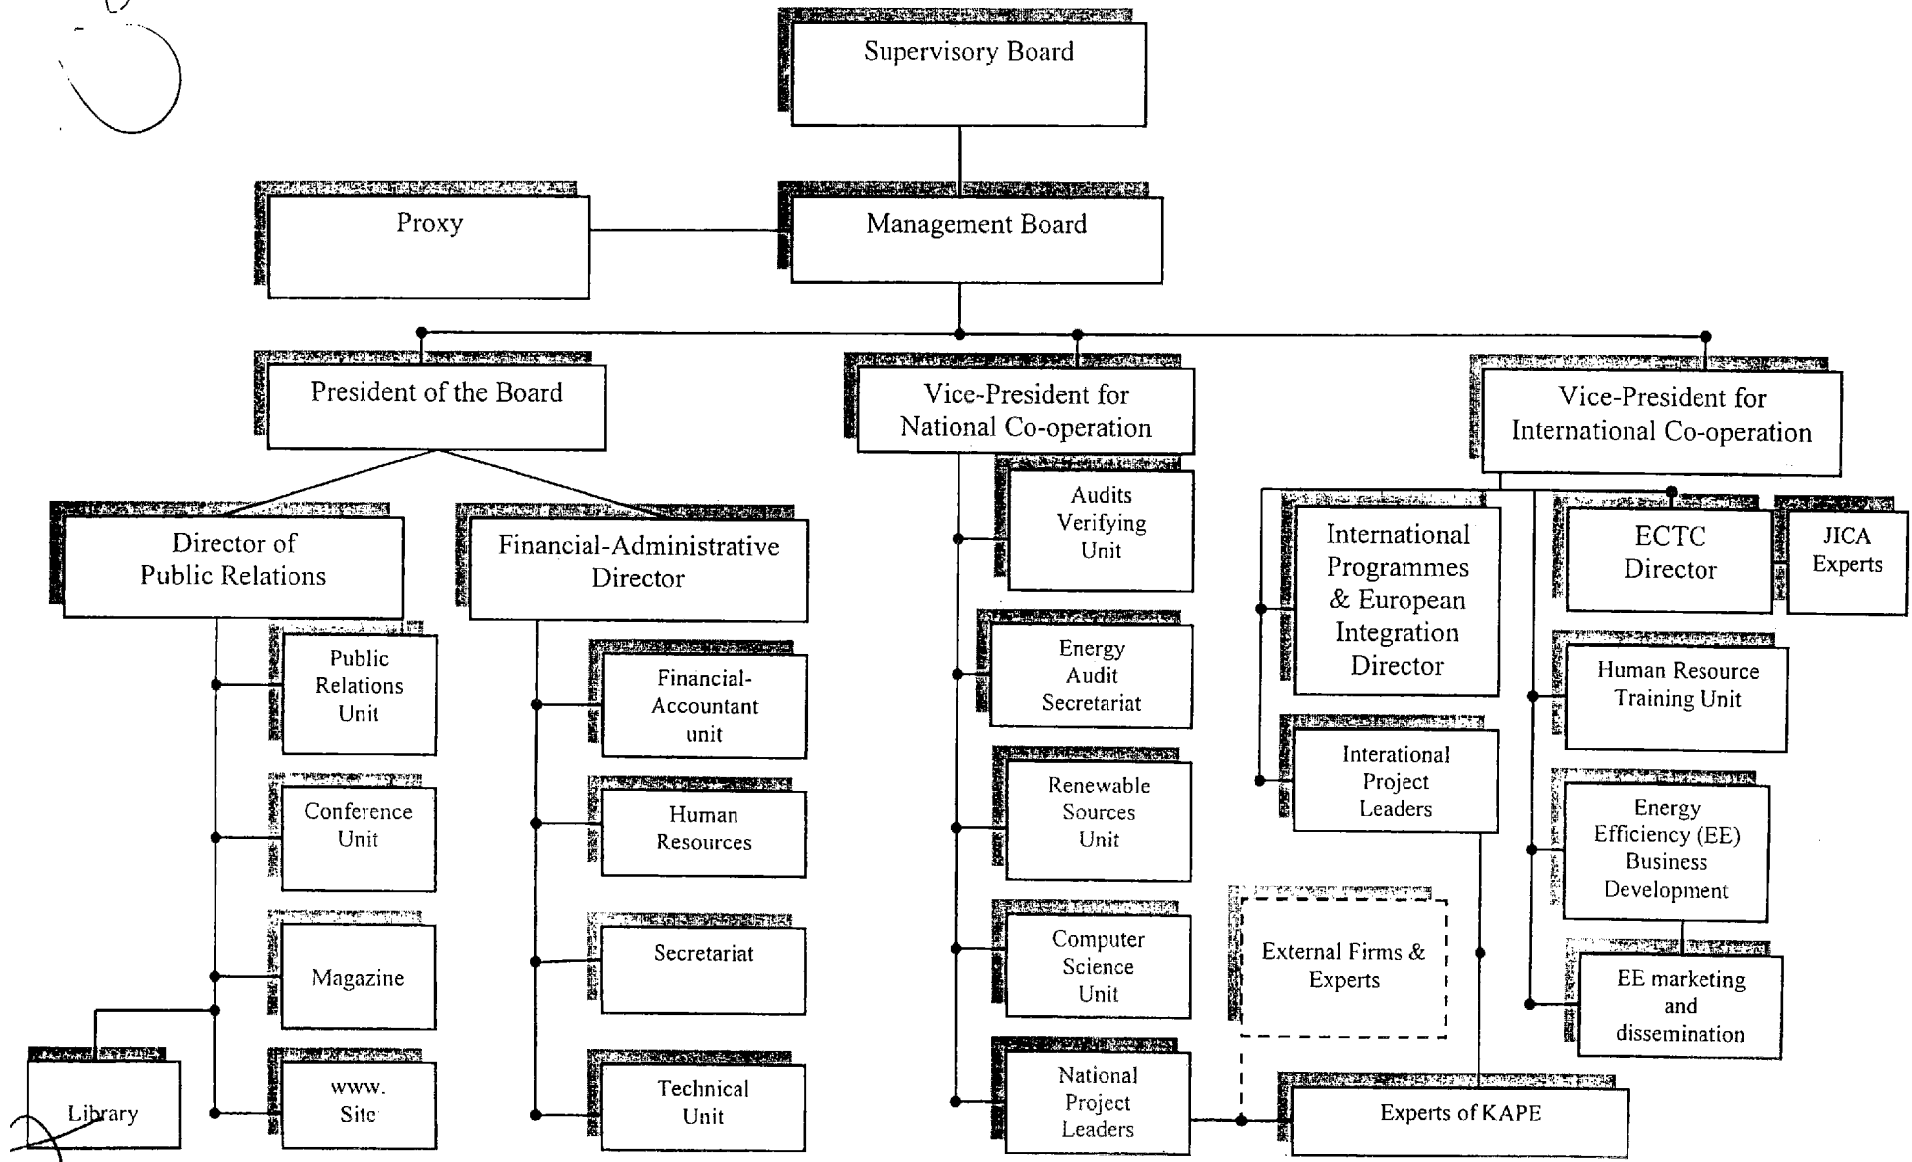 Supervisory Board
Proxy
Management Board
President of the Board
Vice-President for
National Co-operation
Vice-President for
International Co-operation
Director of
Public Relations
Financial-Administrative
Director
Audits
Verifying
Unit
International
Programmes
& European
Integration
Director
ECTC
Director
JICA
Experts
Public
Relations
Unit
Financial-
Accountant
unit
Energy
Audit
Secretariat
Human Resource
Training Unit
Conference
Unit
Human
Resources
Renewable
Sources
Unit
Interational
Project
Leaders
Energy
Efficiency (EE)
Business
Development
Magazine
Secretariat
Computer
Science
Unit
External Firms &
Experts
EE marketing
and
dissemination
Library
www.
Site
Technical
Unit
National
Project
Leaders
Experts of KAPE